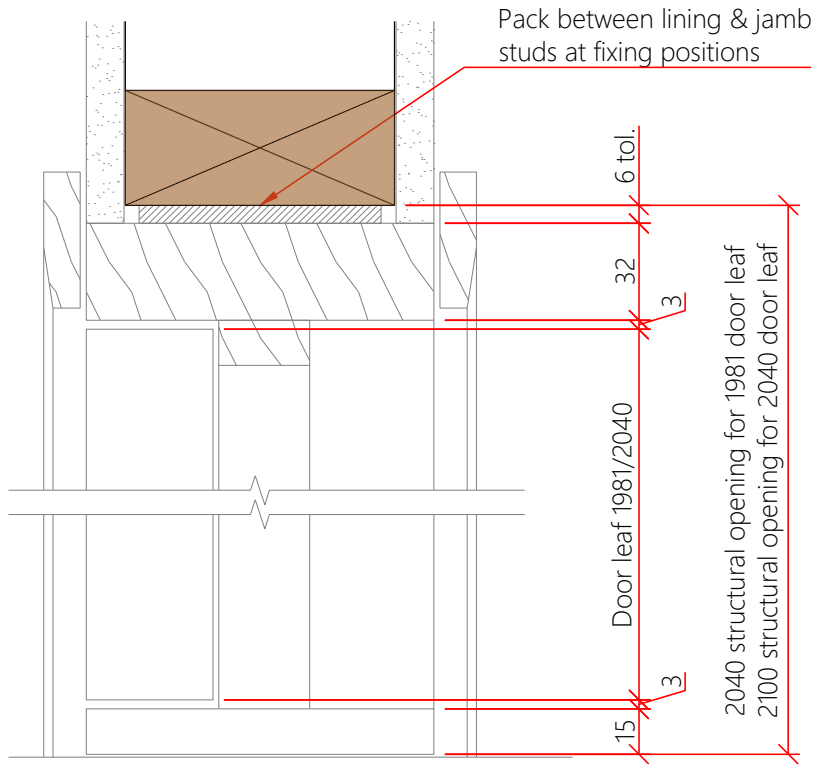 Pack between lining & jamb
studs at fixing positions
6 tol.
32
3
Door leaf 1981/2040
3
15
2040 structural opening for 1981 door leaf
2100 structural opening for 2040 door leaf